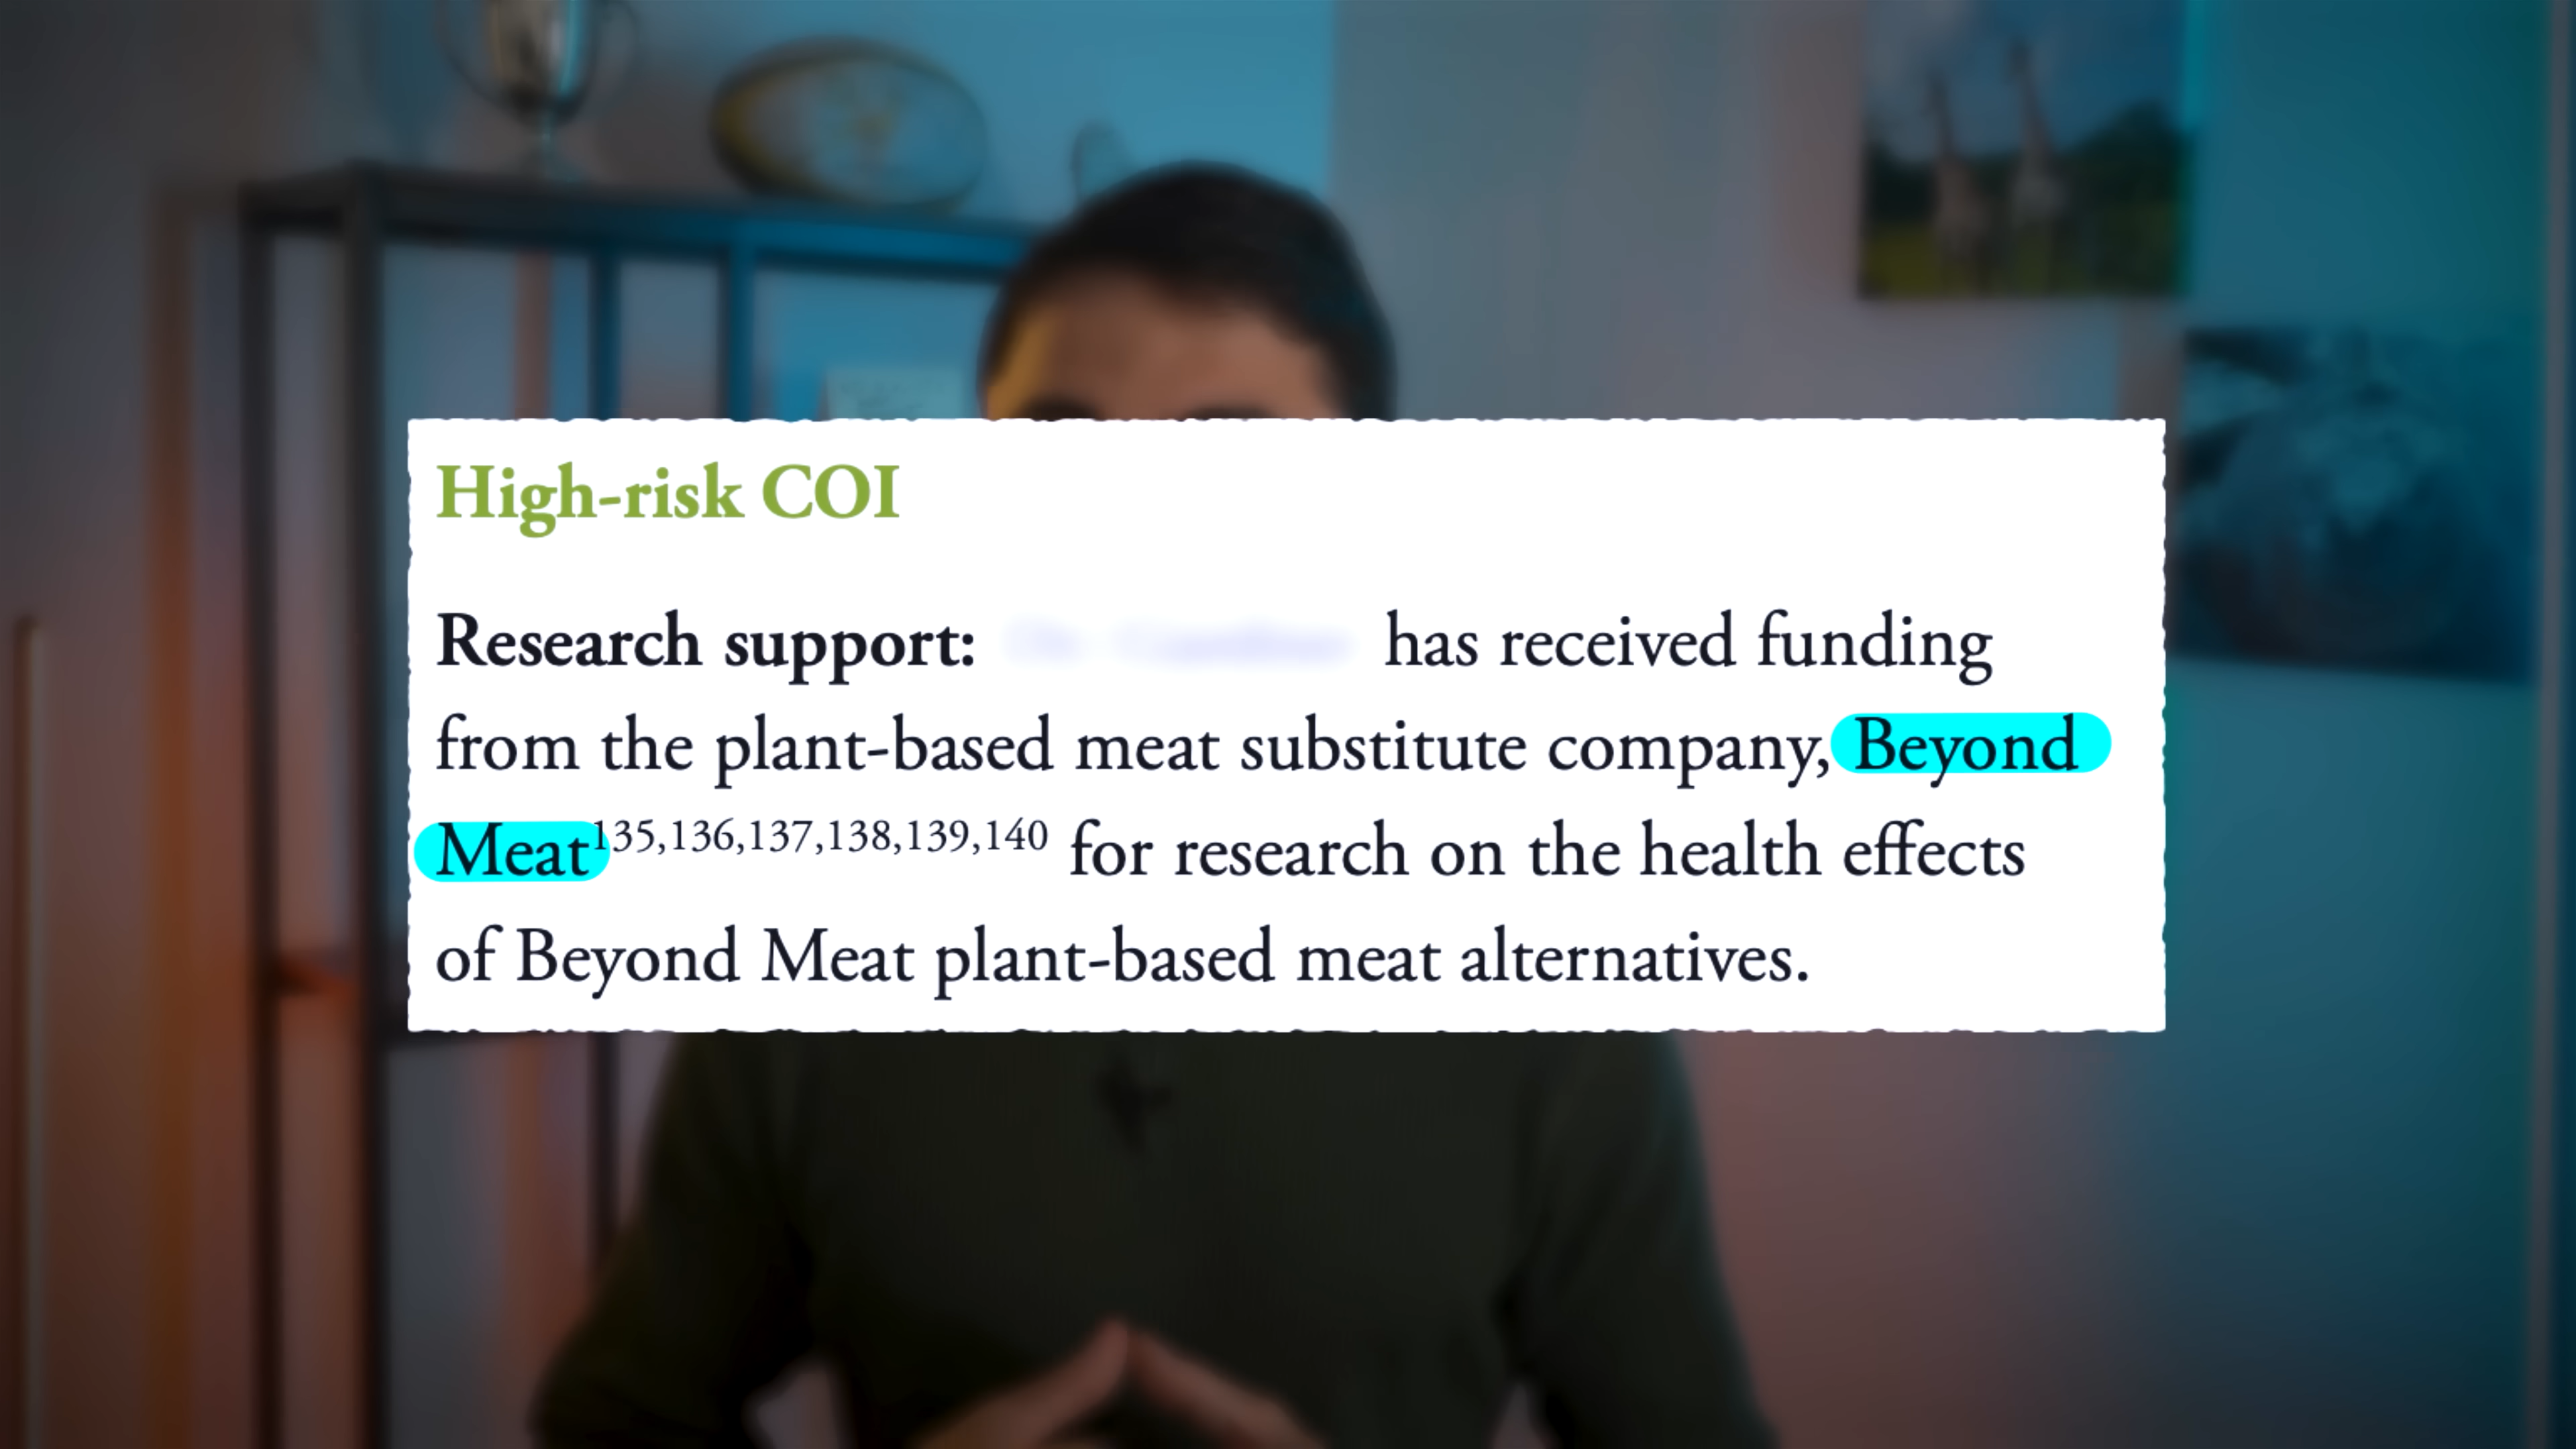 High-risk COI
Research support: has received funding
from the plant-based meat substitute company, Beyond
Meat135,136,137,138,139,140 for research on the health effects
of Beyond Meat plant-based meat alternatives.